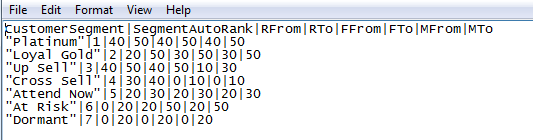 File Edit Format View Help
CustomerSegment|SegmentAutoRank|RFrom|RTo|FFrom|FTo|MFrom|MTo
"Platinum"|1|40|50|40|50|40|50
"Loyal Gold"|2|20|50|30|50|30|50
"Up Sell"|3|40|50|40|50|10|30
"Cross Sell"|4|30|40|0|10|0|10
"Attend Now"|5|20|30|20|30|20|30
"At Risk"|6|0|20|20|50|20|50
"Dormant"|7|0|20|0|20|0|20